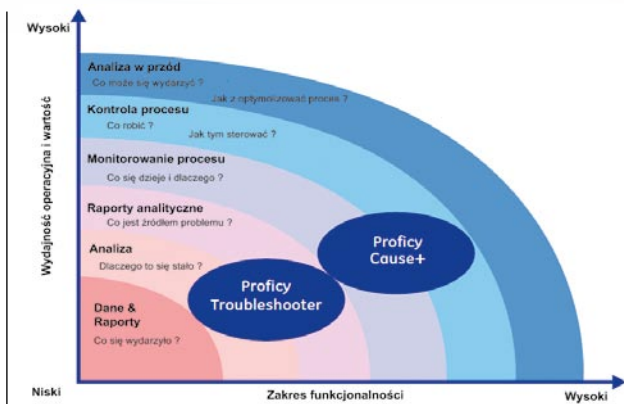 Wysoki
Wydajność operacyjna i wartość
Analiza w przód
Co może się wydarzyć ?
Jak z optymolizować proces ?
Kontrola procesu
Co robić ?
Jak tym sterować ?
Monitorowanie procesu
Co się dzieje i dlaczego ?
Raporty analityczne
Co jest źródłem problemu ?
Analiza
Dlaczego to się stało ?
Dane &
Raporty
Co się wydarzyło ?
Proficy
Cause+
Proficy
Troubleshooter
Niski
Zakres funkcjonalności
Wysoki